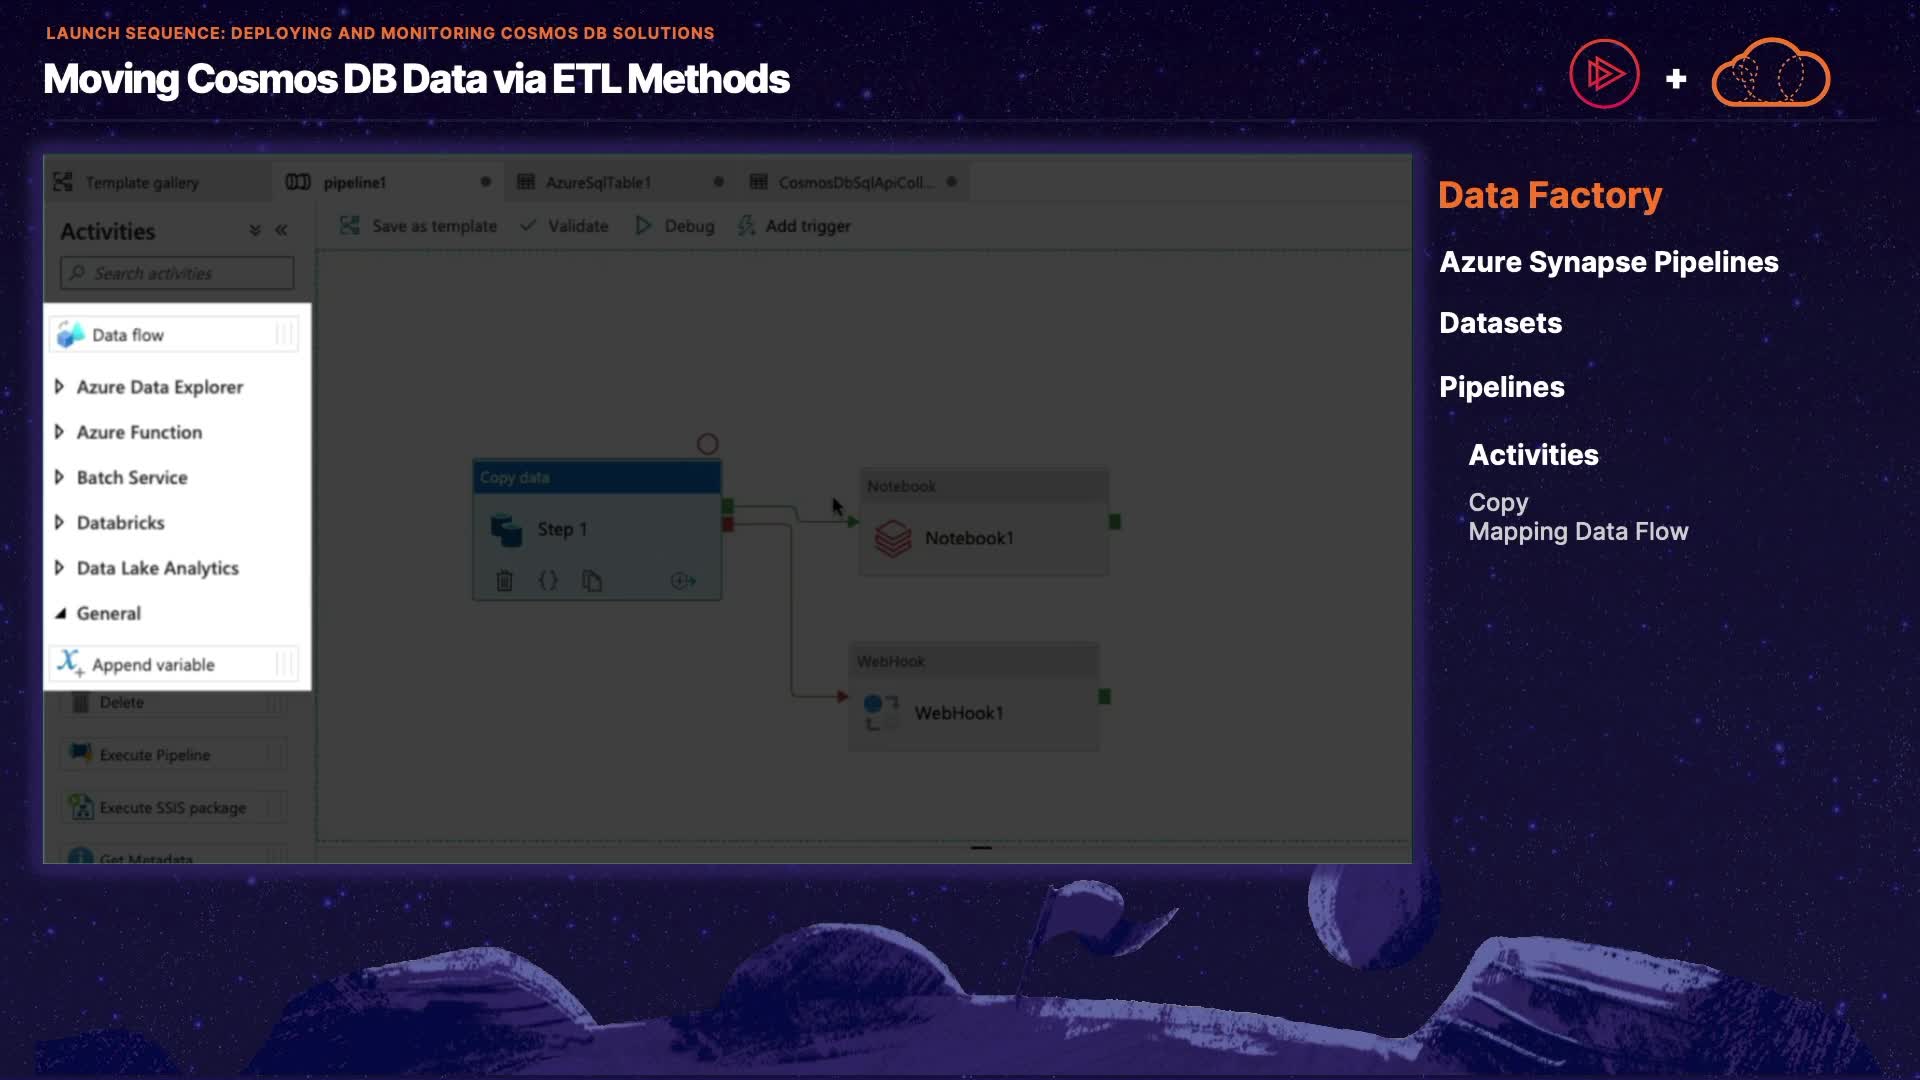 LAUNCH SEQUENCE: DEPLOYING AND MONITORING COSMOS DB SOLUTIONS
Moving Cosmos DB Data via ETL Methods
+
Template gallery
pipeline1
AzureSqlTable1
CosmosDbSqlApiColl...
Activities
Save as template
Validate
Debug
Add trigger
Search activities
Data flow
Azure Data Explorer
Azure Function
Batch Service
Databricks
Data Lake Analytics
General
Append variable
Delete
Execute Pipeline
Execute SSIS package
Get Metadata
Copy data
Step 1
Notebook
Notebook1
WebHook
WebHook1
Data Factory
Azure Synapse Pipelines
Datasets
Pipelines
Activities
Copy
Mapping Data Flow